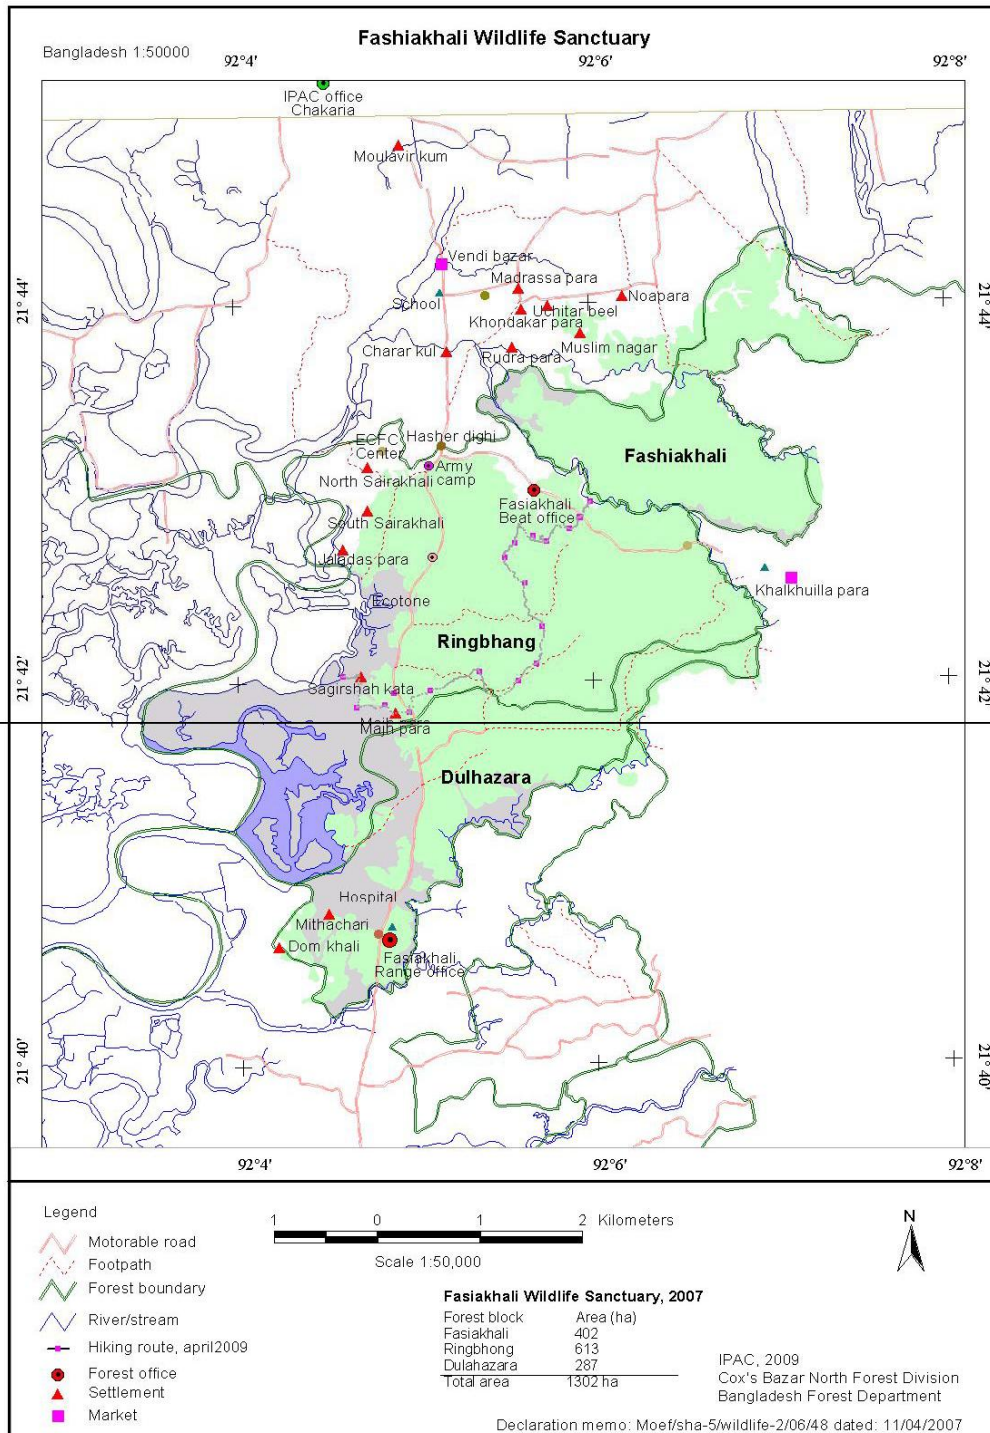 Fashiakhali Wildlife Sanctuary
Bangladesh 1:50000
92°4' 92°6' 92°8'
IPAC office
Chakaria
Moulavir kum
Vendi bazar
Madrassa para
21° 44' School Noapara 21° 44'
Uchitar beel
Khondakar para
Charar kul Rudra para Muslim nagar
ECFC Hasher dighi
Center
Army
camp
Fashiakhali
North Sairakhali
Fasiakhali
Beat office
South Sairakhali
Jaladas para
Khalkhuilla para
Ecotone
Ringbhang
21° 42' Sagirshah kata 21° 42'
Majh para
Dulhazara
Hospital
Mithachari
Dom khali
Fasiakhali
Range office
21° 40' 21° 40'
92°4' 92°6' 92°8'
Legend
Motorable road
Footpath
Forest boundary
River/stream
Hiking route, april2009
Forest office
Settlement
Market
1 0 1 2 Kilometers
Scale 1:50,000
N
Fasiakhali Wildlife Sanctuary, 2007
Forest block Area (ha)
Fasiakhali 402
Ringbhong 613
Dulahazara 287
Total area 1302 ha
IPAC, 2009
Cox's Bazar North Forest Division
Bangladesh Forest Department
Declaration memo: Moef/sha-5/wildlife-2/06/48 dated: 11/04/2007